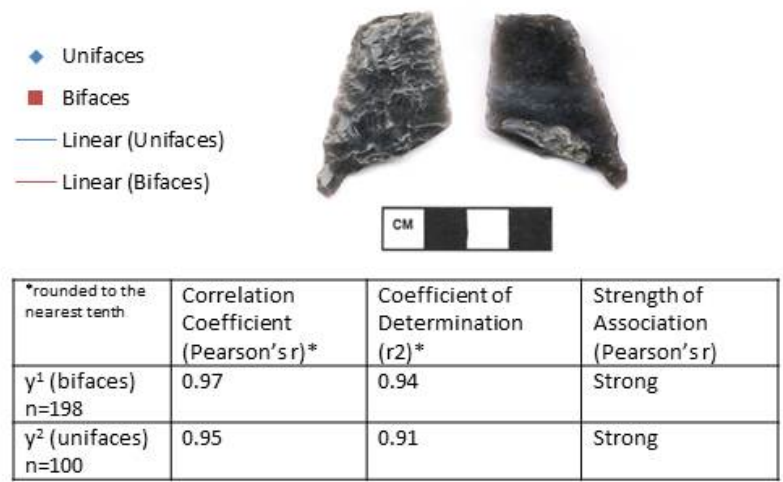 Unifaces
Bifaces
Linear (Unifaces)
Linear (Bifaces)
CM
*rounded to the
nearest tenth
Correlation
Coefficient
(Pearson's r)*
Coefficient of
Determination
(r2)*
Strength of
Association
(Pearson's r)
y¹ (bifaces)
n=198
0.97
0.94
Strong
y² (unifaces)
n=100
0.95
0.91
Strong